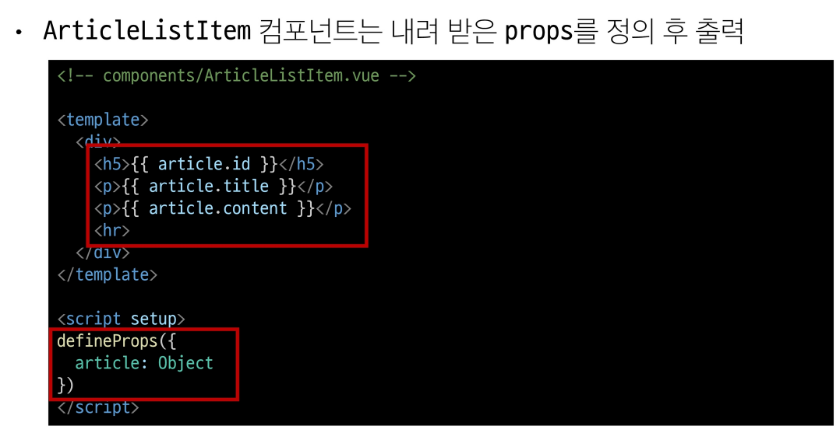 • ArticleListItem 컴포넌트는 내려 받은 props를 정의 후 출력
<!-- components/ArticleListItem.vue -->
<template>
<div>
<h5>{{ article.id }}</h5>
<p>{{ article.title }}</p>
<p>{{ article.content }}</p>
<hr>
</div>
</template>
<script setup>
defineProps({
article: Object
})
</script>